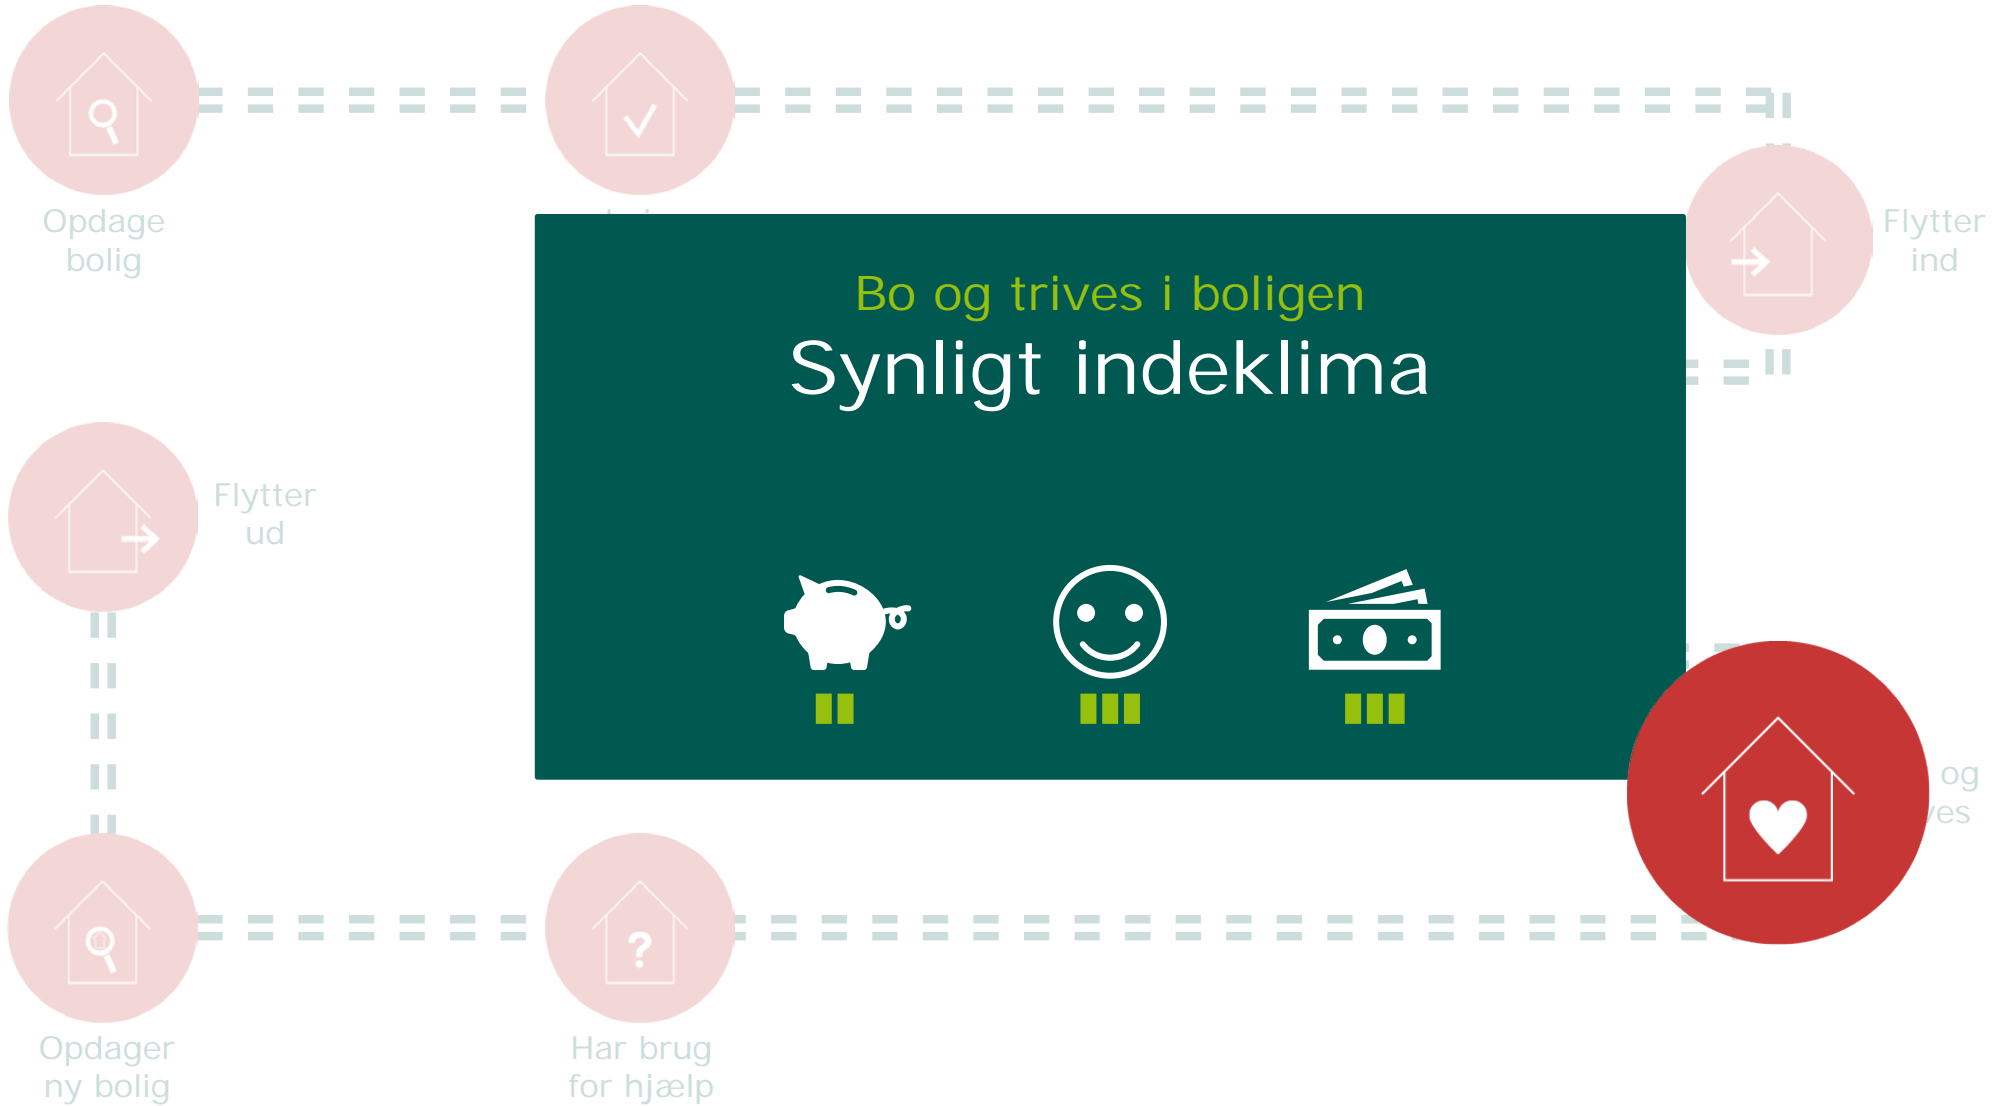 Opdage
bolig
Flytter
ind
Bo og trives i boligen
Synligt indeklima
Flytter
ud
og
Opdager
ny bolig
Har brug
for hjælp